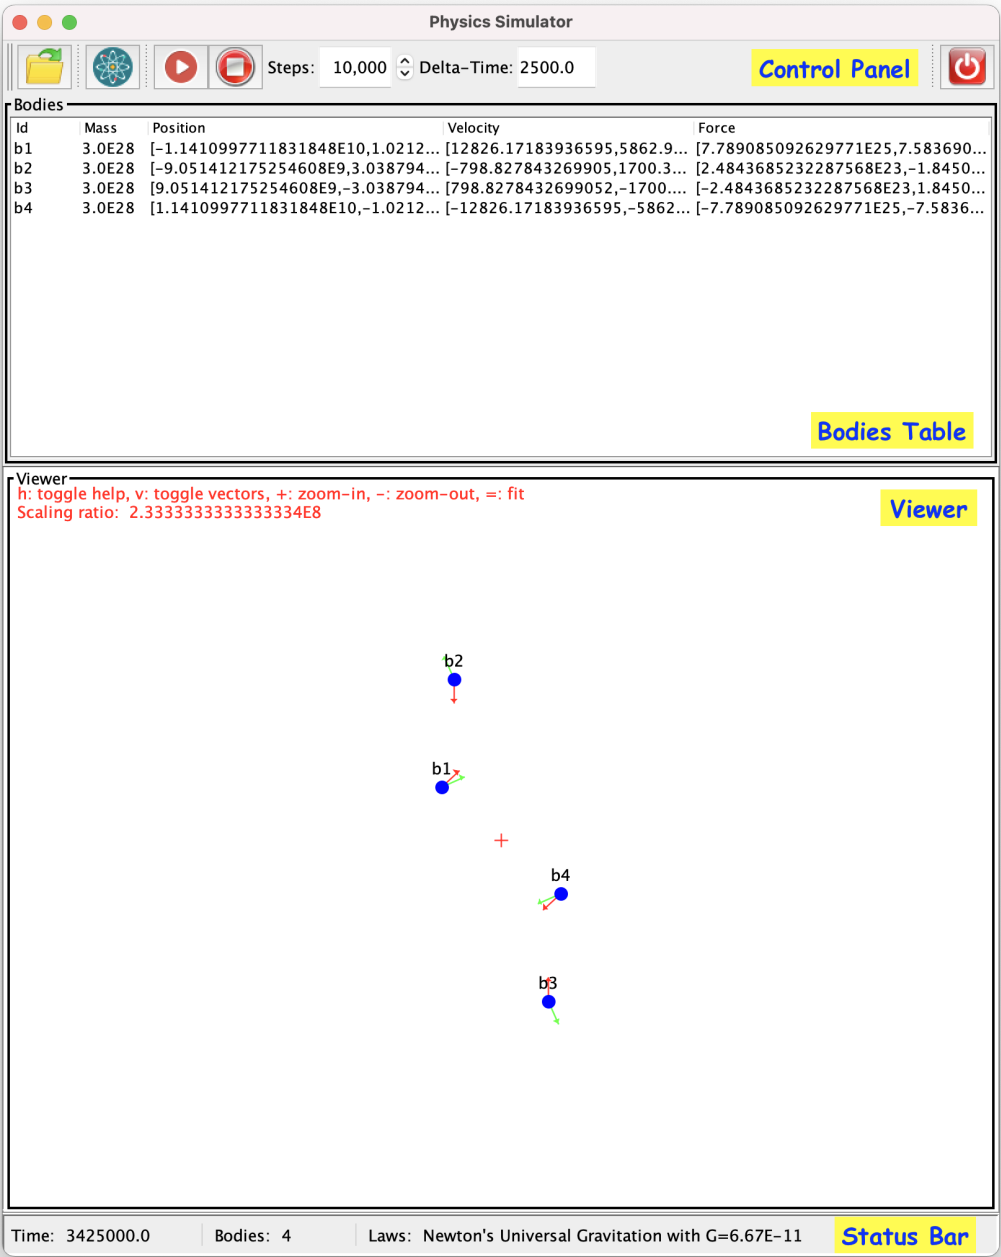 Physics Simulator
Steps: 10,000 Delta-Time: 2500.0 Control Panel
Bodies
Id Mass Position Velocity Force
b1 3.0E28 [-1.1410997711831848E10,1.0212... [12826.17183936595,5862.9... [7.789085092629771E25,7.583690...
b2 3.0E28 [-9.051412175254608E9,3.038794... [-798.827843269905,1700.3... [2.4843685232287568E23,-1.8450...
b3 3.0E28 [9.051412175254608E9,-3.038794... [798.8278432699052,-1700.... [-2.4843685232287568E23,1.8450...
b4 3.0E28 [1.1410997711831848E10,-1.0212... [-12826.17183936595,-5862... [-7.789085092629771E25,-7.5836...
Bodies Table
Viewer
h: toggle help, v: toggle vectors, +: zoom-in, -: zoom-out, =: fit
Scaling ratio: 2.3333333333333334E8
Viewer
b2
b1
b4
b3
Time: 3425000.0 Bodies: 4 Laws: Newton's Universal Gravitation with G=6.67E-11 Status Bar